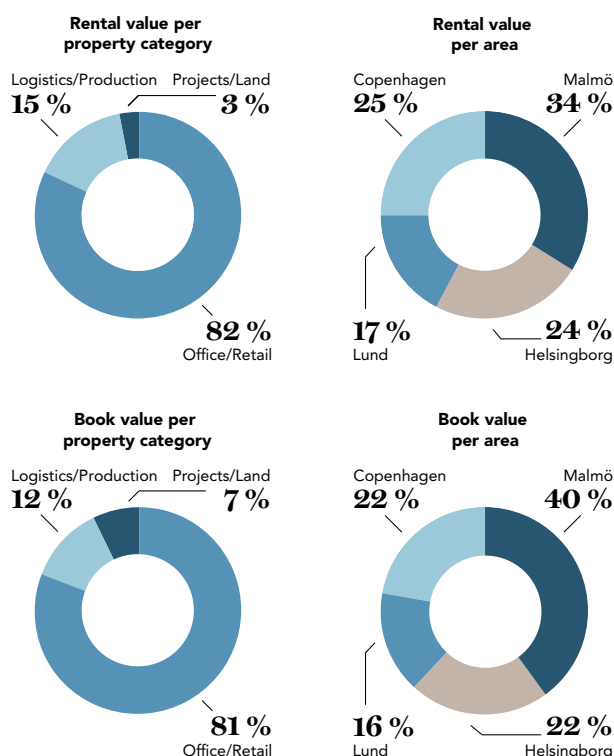 Rental value per
property category
Logistics/Production
15 %
Projects/Land
3 %
82 %
Office/Retail
Rental value
per area
Copenhagen
25 %
Malmö
34 %
17 %
Lund
24 %
Helsingborg
Book value per
property category
Logistics/Production
12 %
Projects/Land
7 %
81 %
Office/Retail
Book value
per area
Copenhagen
22 %
Malmö
40 %
16 %
Lund
22 %
Helsingborg